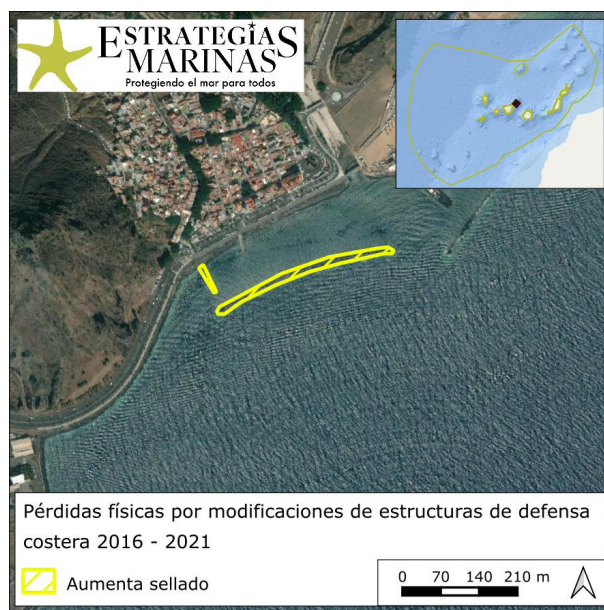 ESTRATEGIAS
MARINAS
Protegiendo el mar para todos
Pérdidas físicas por modificaciones de estructuras de defensa
costera 2016 - 2021
Aumenta sellado
0 70 140 210 m